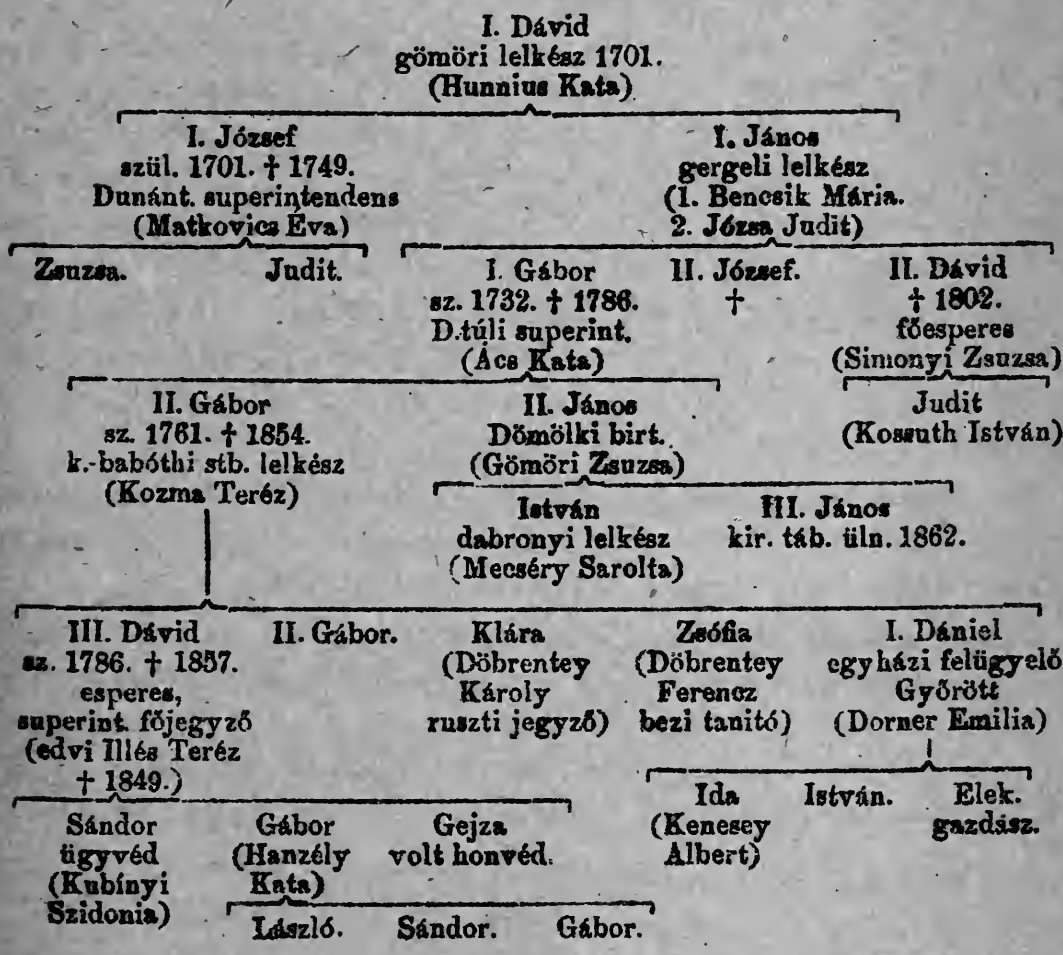 I. Dávid
gömöri lelkész 1701.
(Hunnius Kata)
I. József
szül. 1701. † 1749.
Dunánt. superintendens
(Matkovics Éva)
I. János
gergeli lelkész
(1. Bencsik Mária.
2. Józsa Judit)
Zsuzsa.
Judit.
I. Gábor
sz. 1732. † 1786.
D.túli superint.
(Ács Kata)
II. József.
†
II. Dávid
† 1802.
főesperes
(Simonyi Zsuzsa)
II. Gábor
sz. 1761. † 1854.
k.-babóthi stb. lelkész
(Kozma Teréz)
II. János
Dömölki birt.
(Gömöri Zsuzsa)
Judit
(Kossuth István)
István
dabronyi lelkész
(Mecséry Sarolta)
III. János
kir. táb. üln. 1862.
III. Dávid
sz. 1786. † 1857.
esperes,
superint. főjegyző
(edvi Illés Teréz
† 1849.)
II. Gábor.
Klára
(Döbrentey
Károly
ruszti jegyző)
Zsófia
(Döbrentey
Ferencz
bezi tanitó)
I. Dániel
egyházi felügyelő
Győrött
(Dorner Emilia)
Sándor
ügyvéd
(Kubínyi
Szidonia)
Gábor
(Hanzély
Kata)
Gejza
volt honvéd.
Ida
(Kenesey
Albert)
István.
Elek.
gazdász.
László.
Sándor.
Gábor.